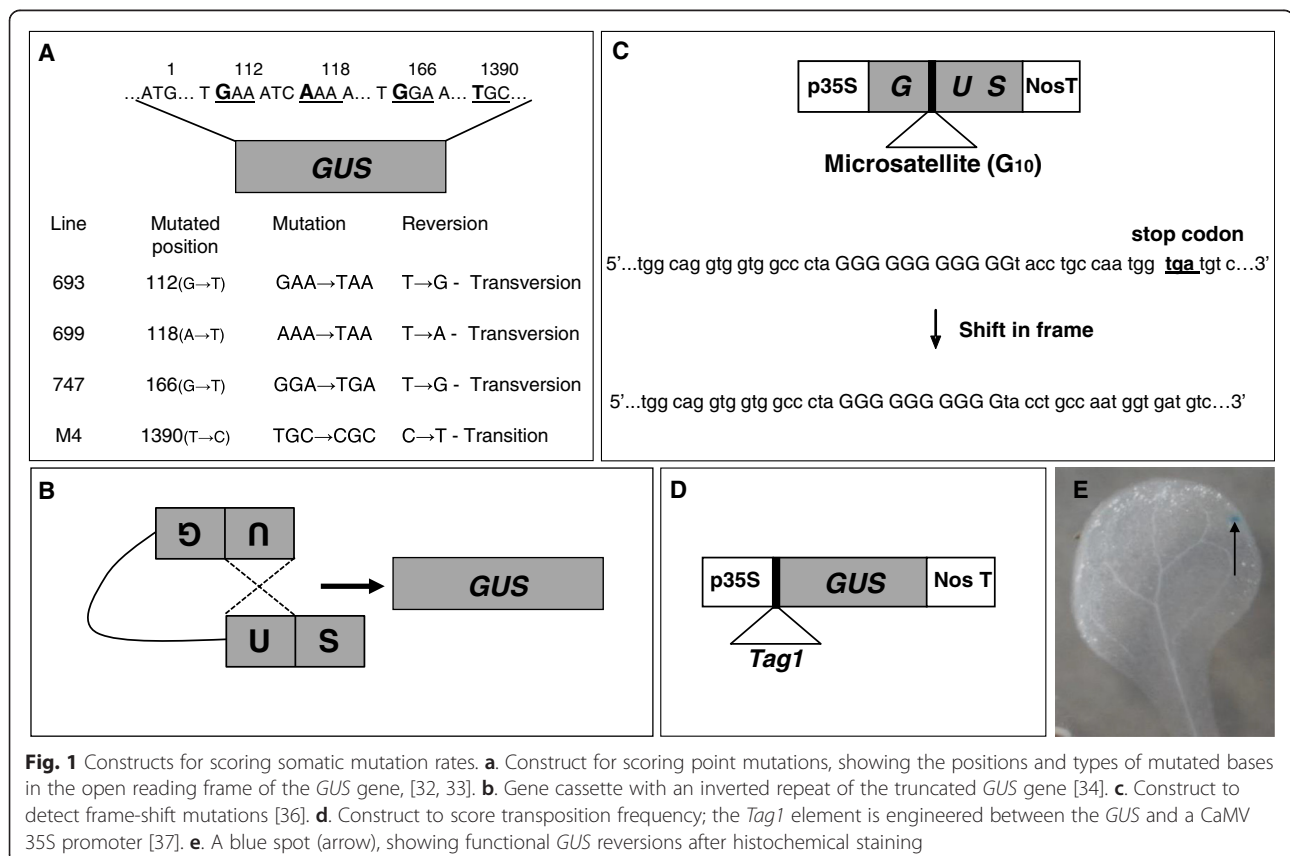 A
1 112 118 166 1390
...ATG... T GAA ATC AAA A... T GGA A... TGC...
GUS
Line Mutated position Mutation Reversion
693 112(G→T) GAA→TAA T→G - Transversion
699 118(A→T) AAA→TAA T→A - Transversion
747 166(G→T) GGA→TGA T→G - Transversion
M4 1390(T→C) TGC→CGC C→T - Transition
C
p35S G U S NosT
Microsatellite (G10)
stop codon
5’...tgg cag gtg gtg gcc cta GGG GGG GGG GGt acc tgc caa tgg tga tgt c...3’
Shift in frame
5’...tgg cag gtg gtg gcc cta GGG GGG GGG Gta cct gcc aat ggt gat gtc...3’
B
G U
U S
GUS
D
p35S GUS Nos T
Tag1
E
Fig. 1 Constructs for scoring somatic mutation rates. a. Construct for scoring point mutations, showing the positions and types of mutated bases
in the open reading frame of the GUS gene, [32, 33]. b. Gene cassette with an inverted repeat of the truncated GUS gene [34]. c. Construct to
detect frame-shift mutations [36]. d. Construct to score transposition frequency; the Tag1 element is engineered between the GUS and a CaMV
35S promoter [37]. e. A blue spot (arrow), showing functional GUS reversions after histochemical staining